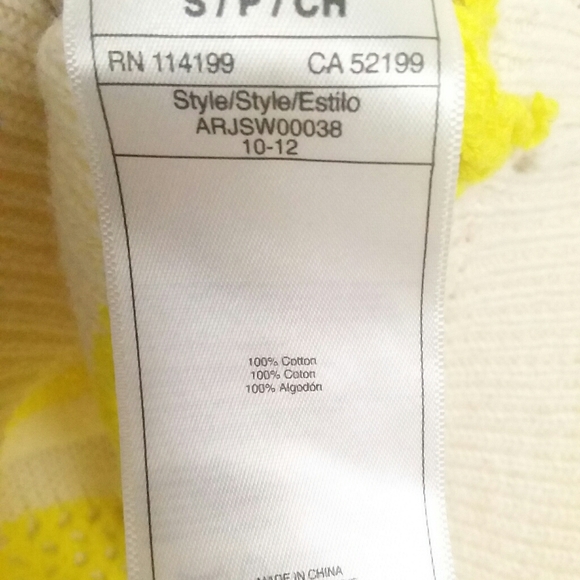 S / P / CH
RN 114199 CA 52199
Style/Style/Estilo
ARJSW00038
10-12
100% Cotton
100% Coton
100% Algodón
MADE IN CHINA